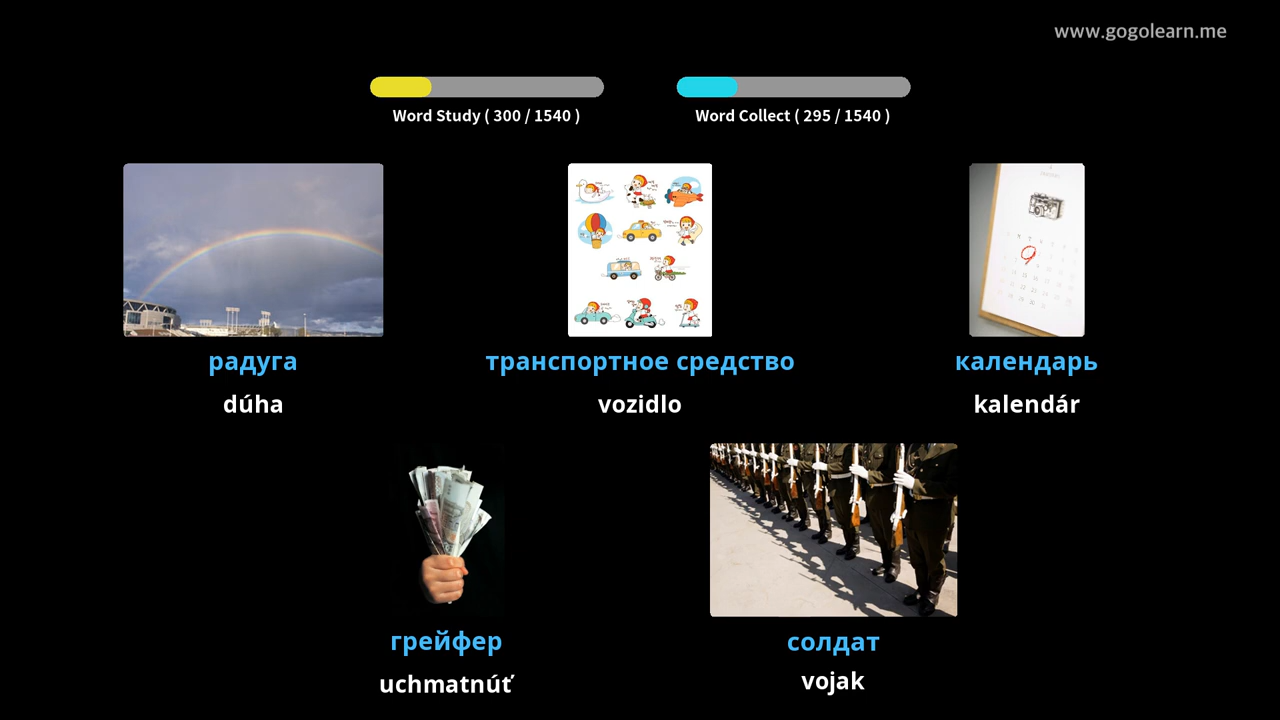 www.gogolearn.me
Word Study ( 300 / 1540 )
Word Collect ( 295 / 1540 )
9
радуга
транспортное средство
календарь
dúha
vozidlo
kalendár
грейфер
солдат
uchmatnúť
vojak